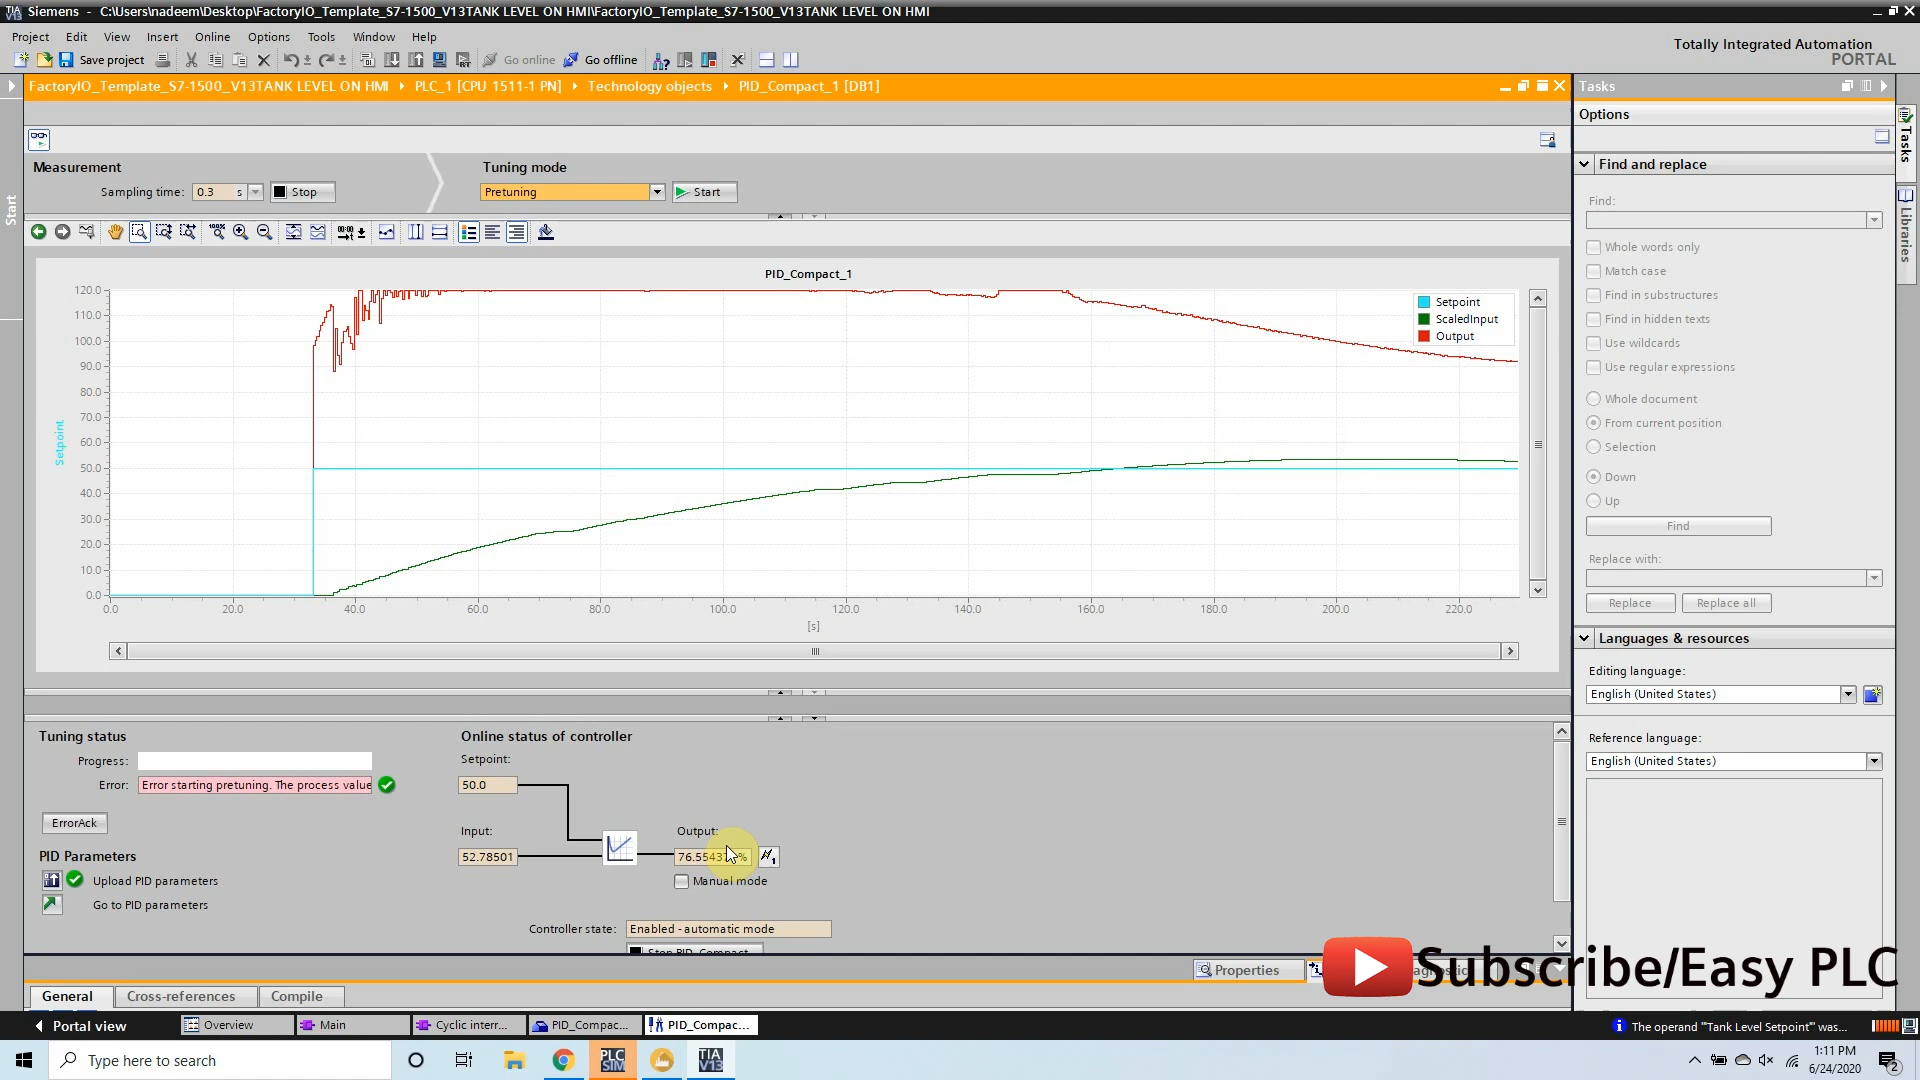 Siemens - C:\Users\nadeem\Desktop\FactoryIO_Template_S7-1500_V13TANK LEVEL ON HMI\FactoryIO_Template_S7-1500_V13TANK LEVEL ON HMI
Project Edit View Insert Online Options Tools Window Help
Totally Integrated Automation
PORTAL
Save project Go online Go offline
FactoryIO_Template_S7-1500_V13TANK LEVEL ON HMI PLC_1 [CPU 1511-1 PN] Technology objects PID_Compact_1 [DB1]
Tasks
Options
Measurement
Tuning mode
Sampling time: 0.3 s Stop
Pretuning Start
Start
PID_Compact_1
120.0
110.0
100.0
90.0
80.0
70.0
60.0
50.0
40.0
30.0
20.0
10.0
0.0
Setpoint
Setpoint
ScaledInput
Output
0.0 20.0 40.0 60.0 80.0 100.0 120.0 140.0 160.0 180.0 200.0 220.0
[s]
Tuning status
Progress:
Error: Error starting pretuning. The process value
ErrorAck
PID Parameters
Upload PID parameters
Go to PID parameters
Online status of controller
Setpoint:
50.0
Input:
52.78501
Output:
%
Manual mode
Controller state: Enabled - automatic mode
Stop PID_Compact
Find and replace
Find:
Whole words only
Match case
Find in substructures
Find in hidden texts
Use wildcards
Use regular expressions
Whole document
From current position
Selection
Down
Up
Find
Replace with:
Replace Replace all
Languages & resources
Editing language:
English (United States)
Reference language:
English (United States)
Tasks
Libraries
Properties
Subscribe/Easy PLC
General Cross-references Compile
Portal view Overview Main Cyclic interr... PID_Compac... PID_Compac...
The operand "Tank Level Setpoint" was...
Type here to search
PLC
SIM
TIA
V13
1:11 PM
6/24/2020
2